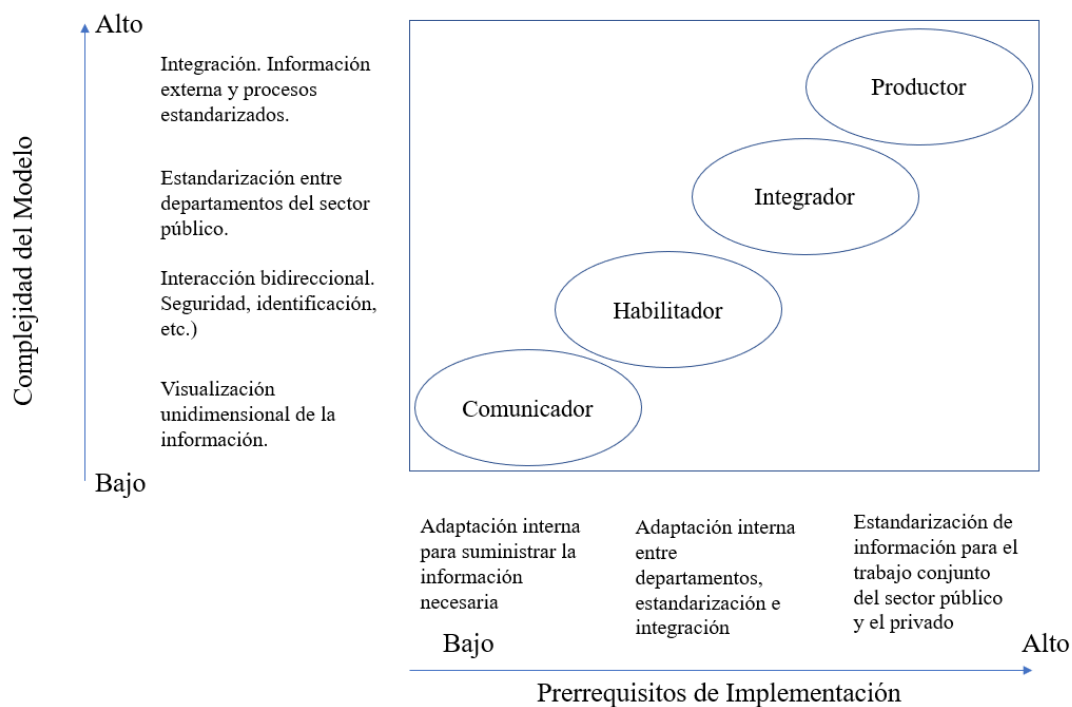 Alto
Complejidad del Modelo
Integración. Información
externa y procesos
estandarizados.
Estandarización entre
departamentos del sector
público.
Interacción bidireccional.
Seguridad, identificación,
etc.)
Visualización
unidimensional de la
información.
Bajo
Productor
Integrador
Habilitador
Comunicador
Adaptación interna
para suministrar la
información
necesaria
Adaptación interna
entre
departamentos,
estandarización e
integración
Estandarización de
información para el
trabajo conjunto
del sector público
y el privado
Bajo
Alto
Prerrequisitos de Implementación